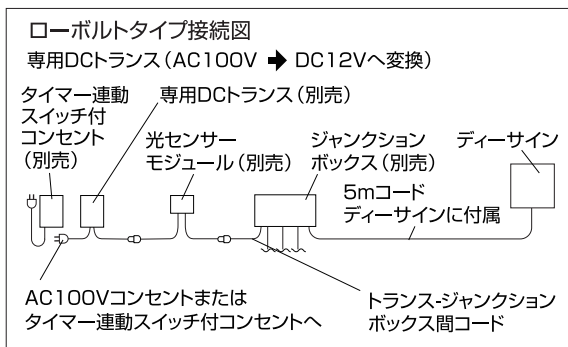 ローボルトタイプ接続図
専用DCトランス(AC100V ➡ DC12Vへ変換)
タイマー連動
スイッチ付
コンセント
(別売)
専用DCトランス(別売)
光センサー
モジュール(別売)
ジャンクション
ボックス(別売)
ディーサイン
5mコード
ディーサインに付属
AC100Vコンセントまたは
タイマー連動スイッチ付コンセントへ
トランス-ジャンクション
ボックス間コード